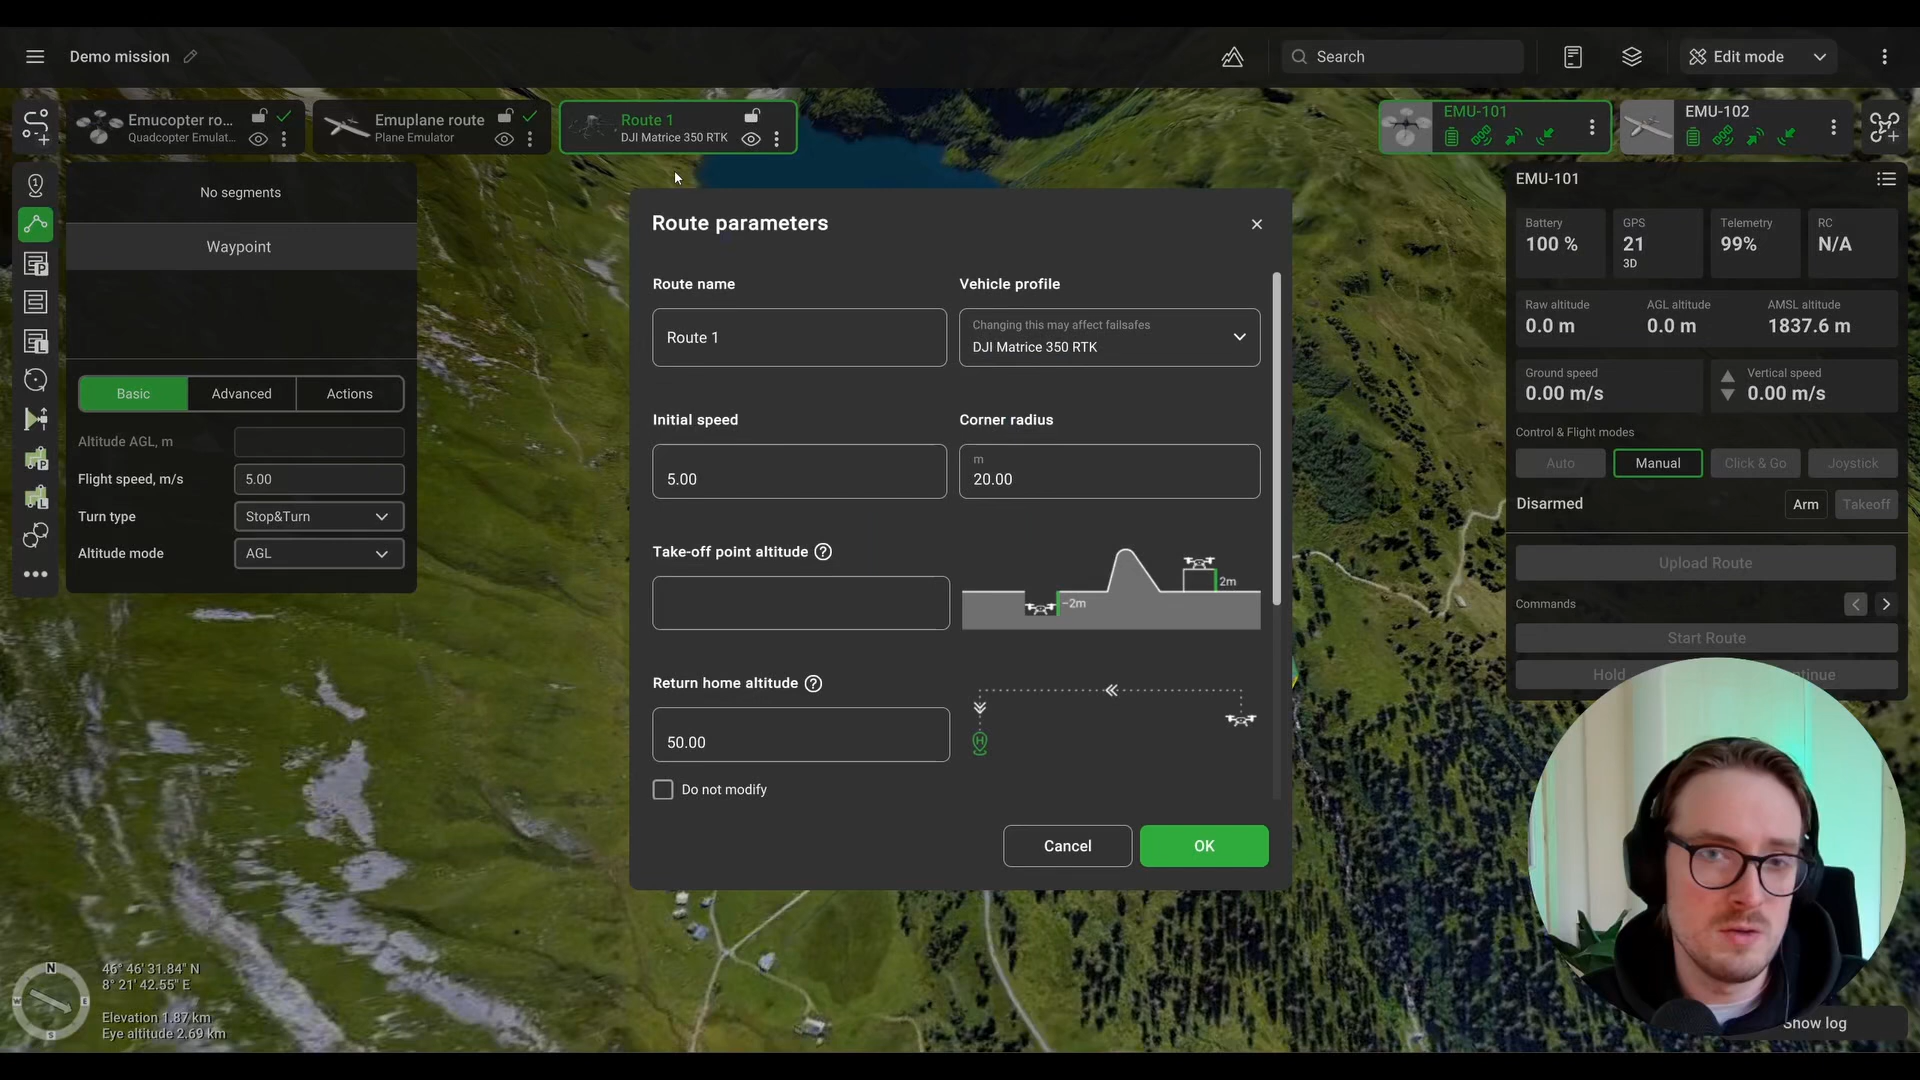 Demo mission
Search
Edit mode
Emucopter ro...
Quadcopter Emulat...
Emuplane route
Plane Emulator
Route 1
DJI Matrice 350 RTK
EMU-101
EMU-102
No segments
Waypoint
Basic
Advanced
Actions
Altitude AGL, m
Flight speed, m/s
5.00
Turn type
Stop&Turn
Altitude mode
AGL
Route parameters
Route name
Vehicle profile
Route 1
Changing this may affect failsafes
DJI Matrice 350 RTK
Initial speed
Corner radius
5.00
m
20.00
Take-off point altitude
-2m
2m
Return home altitude
50.00
H
Do not modify
Cancel
OK
EMU-101
Battery
100 %
GPS
21
3D
Telemetry
99%
RC
N/A
Raw altitude
0.0 m
AGL altitude
0.0 m
AMSL altitude
1837.6 m
Ground speed
0.00 m/s
Vertical speed
0.00 m/s
Control & Flight modes
Auto
Manual
Click & Go
Joystick
Disarmed
Arm
Takeoff
Upload Route
Commands
Start Route
Hold
tinue
N
W
E
S
46° 46' 31.84" N
8° 21' 42.55" E
Elevation 1.87 km
Eye altitude 2.69 km
Show log